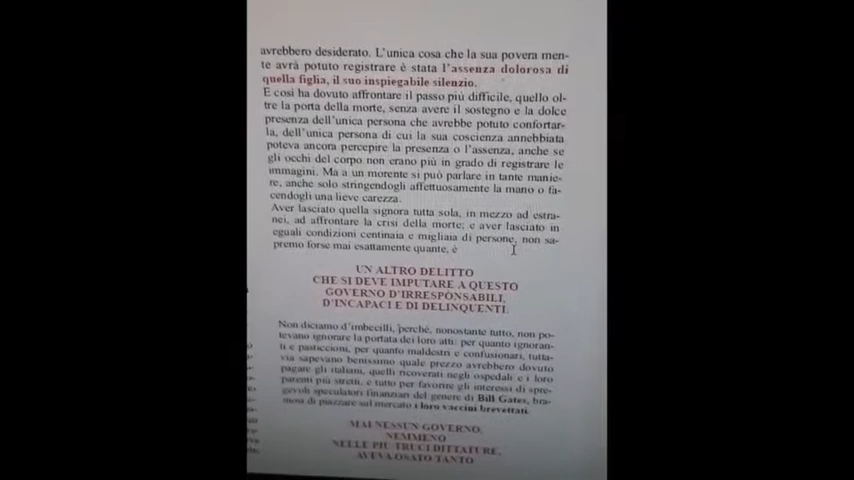 avrebbero desiderato. L'unica cosa che la sua povera men-
te avrà potuto registrare è stata l'assenza dolorosa di
quella figlia, il suo inspiegabile silenzio.
E così ha dovuto affrontare il passo più difficile, quello ol-
tre la porta della morte, senza avere il sostegno e la dolce
presenza dell'unica persona che avrebbe potuto confortar-
la, dell'unica persona di cui la sua coscienza annebbiata
poteva ancora percepire la presenza o l'assenza, anche se
gli occhi del corpo non erano più in grado di registrare le
immagini. Ma a un morente si può parlare in tante manie-
re, anche solo stringendogli affettuosamente la mano o fa-
cendogli una lieve carezza.
Aver lasciato quella signora tutta sola, in mezzo ad estra-
nei, ad affrontare la crisi della morte; e aver lasciato in
eguali condizioni centinaia e migliaia di persone, non sa-
premo forse mai esattamente quante, è
UN ALTRO DELITTO
CHE SI DEVE IMPUTARE A QUESTO
GOVERNO D'IRRESPONSABILI,
D'INCAPACI E DI DELINQUENTI.
Non diciamo d'imbecilli, perché, nonostante tutto, non po-
tevano ignorare la portata dei loro atti: per quanto ignoran-
ti e pasticcioni, per quanto maldestri e confusionari, tutta-
via sapevano benissimo quale prezzo avrebbero dovuto
pagare gli italiani, quelli ricoverati negli ospedali e i loro
parenti più stretti, e tutto per favorire gli interessi di spre-
gevoli speculatori finanziari del genere di Bill Gates, bra-
mosi di piazzare sul mercato i loro vaccini brevettati.
MAI NESSUN GOVERNO,
NEMMENO
NELLE PIÙ TRUCI DITTATURE,
AVEVA OSATO TANTO